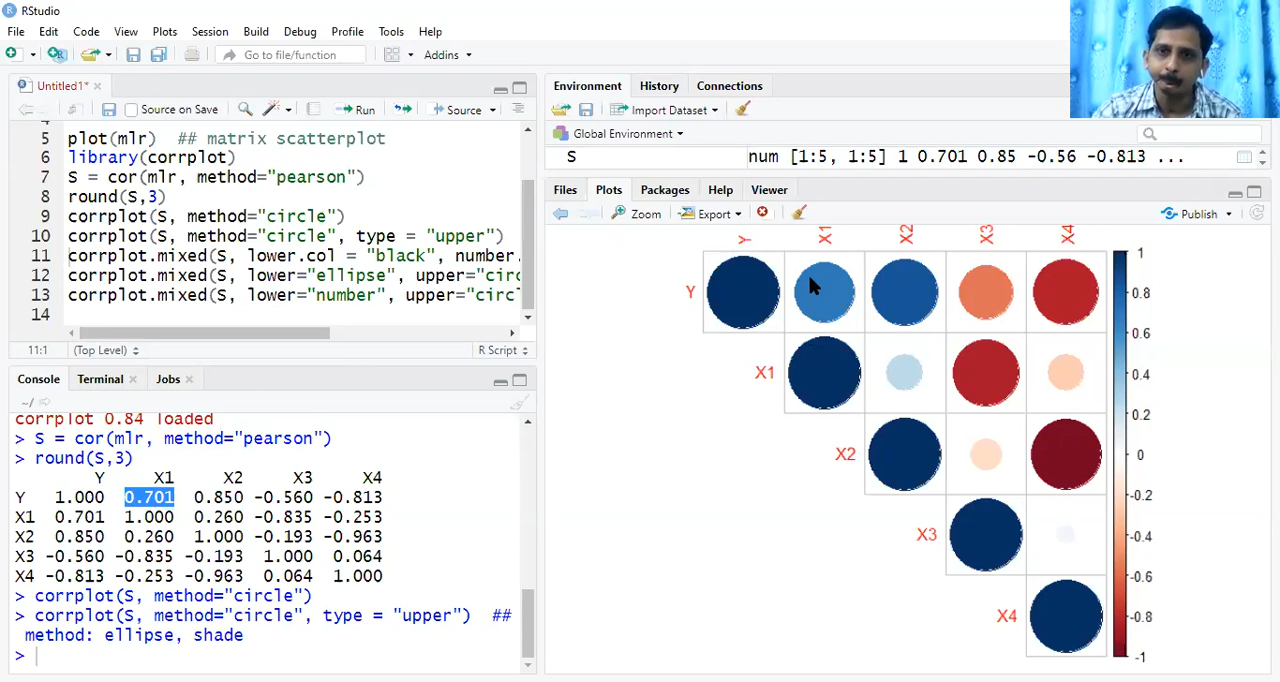 RStudio
File Edit Code View Plots Session Build Debug Profile Tools Help
Go to file/function Addins
Untitled1*
Source on Save Run Source
4
5 plot(mlr) ## matrix scatterplot
6 library(corrplot)
7 S = cor(mlr, method="pearson")
8 round(S,3)
9 corrplot(S, method="circle")
10 corrplot(S, method="circle", type = "upper")
11 corrplot.mixed(S, lower.col = "black", number.
12 corrplot.mixed(S, lower="ellipse", upper="circ
13 corrplot.mixed(S, lower="number", upper="circl
14
11:1 (Top Level) R Script
Console Terminal Jobs
~/
corrplot 0.84 loaded
> S = cor(mlr, method="pearson")
> round(S,3)
Y X1 X2 X3 X4
Y 1.000 0.701 0.850 -0.560 -0.813
X1 0.701 1.000 0.260 -0.835 -0.253
X2 0.850 0.260 1.000 -0.193 -0.963
X3 -0.560 -0.835 -0.193 1.000 0.064
X4 -0.813 -0.253 -0.963 0.064 1.000
> corrplot(S, method="circle")
> corrplot(S, method="circle", type = "upper") ##
method: ellipse, shade
>
Environment History Connections
Import Dataset
Global Environment
S num [1:5, 1:5] 1 0.701 0.85 -0.56 -0.813 ...
Files Plots Packages Help Viewer
Zoom Export Publish
Y X1 X2 X3 X4
Y
X1
X2
X3
X4
1
0.8
0.6
0.4
0.2
0
-0.2
-0.4
-0.6
-0.8
-1